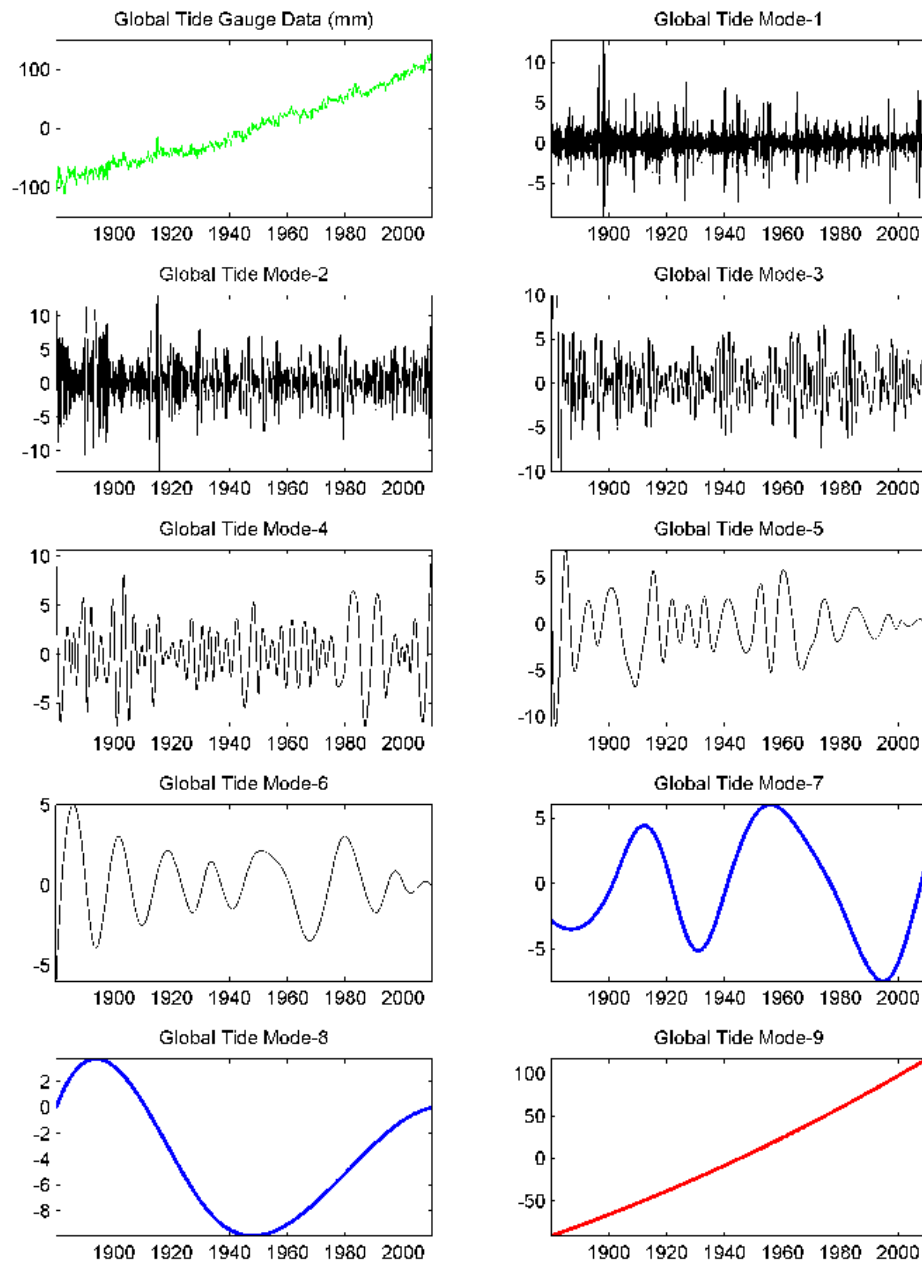 Global Tide Gauge Data (mm)
Global Tide Mode-1
100
0
-100
10
5
0
-5
1900 1920 1940 1960 1980 2000
1900 1920 1940 1960 1980 2000
Global Tide Mode-2
Global Tide Mode-3
10
5
0
-5
-10
10
5
0
-5
-10
1900 1920 1940 1960 1980 2000
1900 1920 1940 1960 1980 2000
Global Tide Mode-4
Global Tide Mode-5
10
5
0
-5
5
0
-5
-10
1900 1920 1940 1960 1980 2000
1900 1920 1940 1960 1980 2000
Global Tide Mode-6
Global Tide Mode-7
5
0
-5
5
0
-5
1900 1920 1940 1960 1980 2000
1900 1920 1940 1960 1980 2000
Global Tide Mode-8
Global Tide Mode-9
2
0
-2
-4
-6
-8
100
50
0
-50
1900 1920 1940 1960 1980 2000
1900 1920 1940 1960 1980 2000